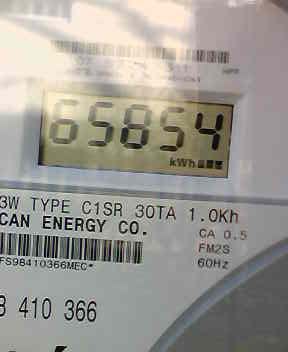 65854
kWh
3W TYPE C1SR 30TA 1.0Kh
CAN ENERGY CO.
CA 0.5
FM2S
60Hz
FS98410366MEC*
410 366